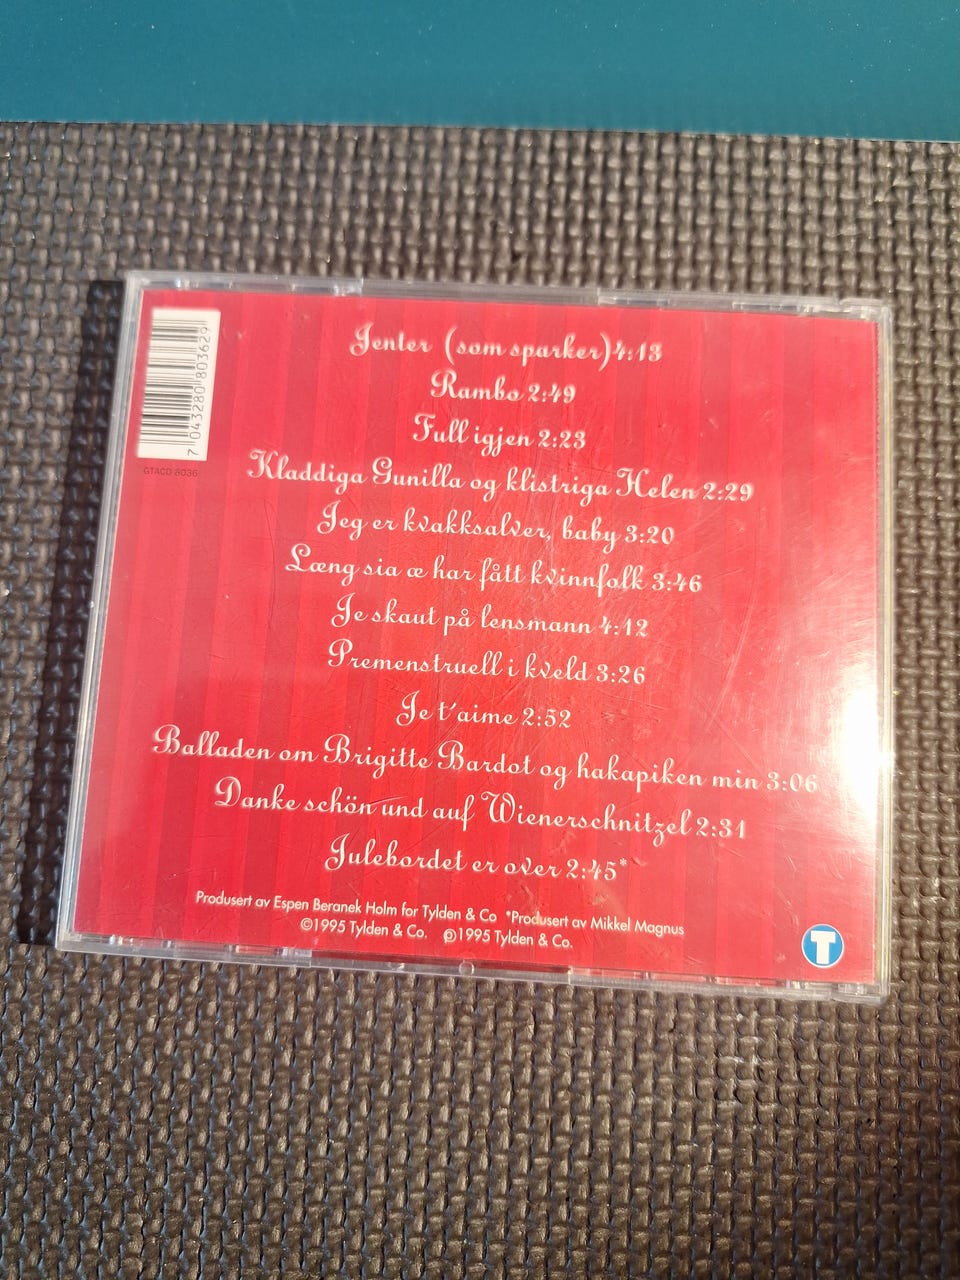 Jenter (som sparker) 4:13
Rambo 2:49
Full igjen 2:23
Kladdiga Gunilla og klistriga Helen 2:29
Jeg er kvakksalver, baby 3:20
Læng sia æ har fått kvinnfolk 3:46
Je skaut på lensmann 4:12
Premenstruell i kveld 3:26
Je t'aime 2:52
Balladen om Brigitte Bardot og hakapiken min 3:06
Danke schön und auf Wienerschnitzel 2:31
Julebordet er over 2:45*
Produsert av Espen Beranek Holm for Tylden & Co *Produsert av Mikkel Magnus
©1995 Tylden & Co. ℗1995 Tylden & Co.
7 043280 803629
GTACD 8036
T